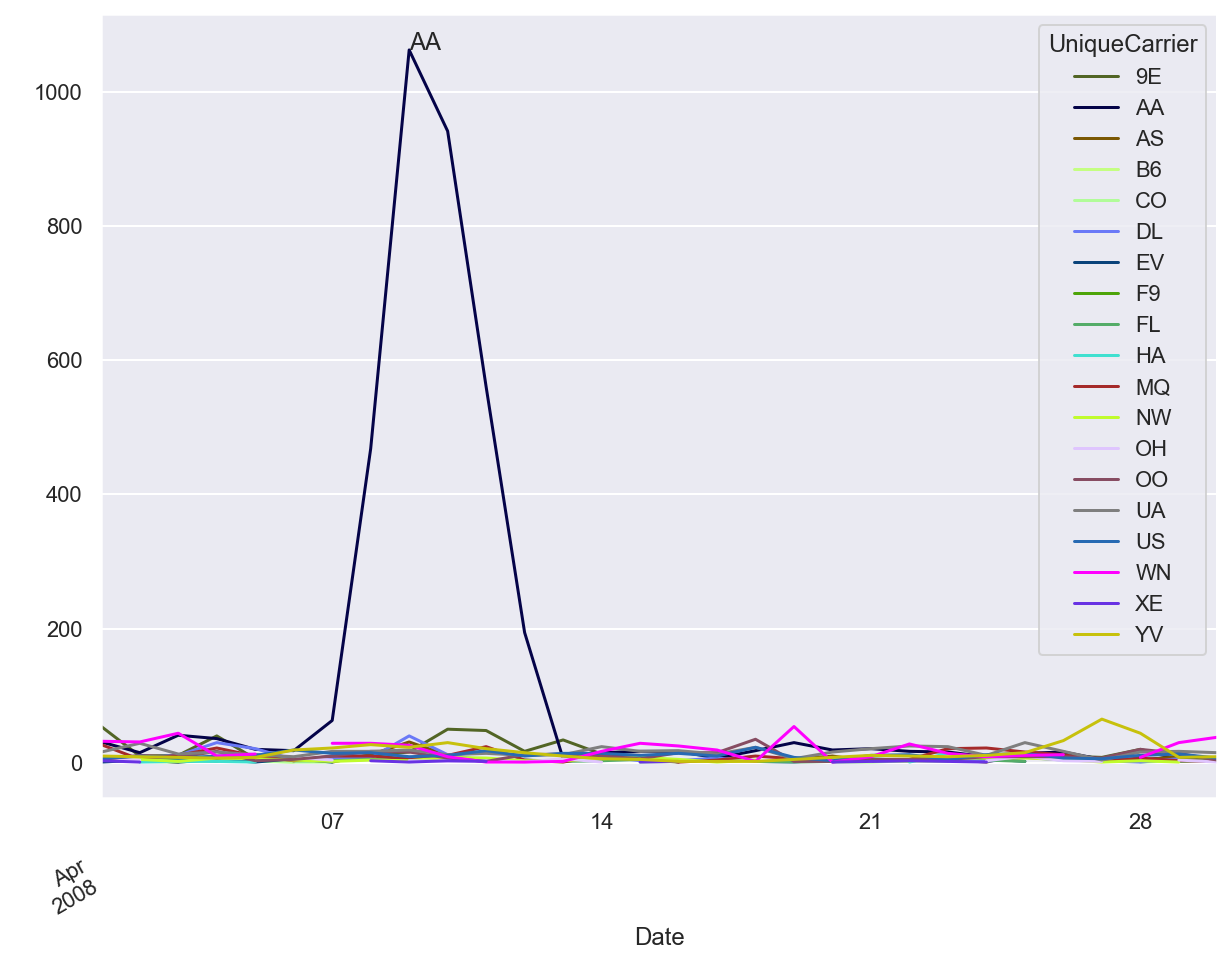 AA
UniqueCarrier
9E
AA
AS
B6
CO
DL
EV
F9
FL
HA
MQ
NW
OH
OO
UA
US
WN
XE
YV
1000
800
600
400
200
0
07
14
21
28
Apr
2008
Date